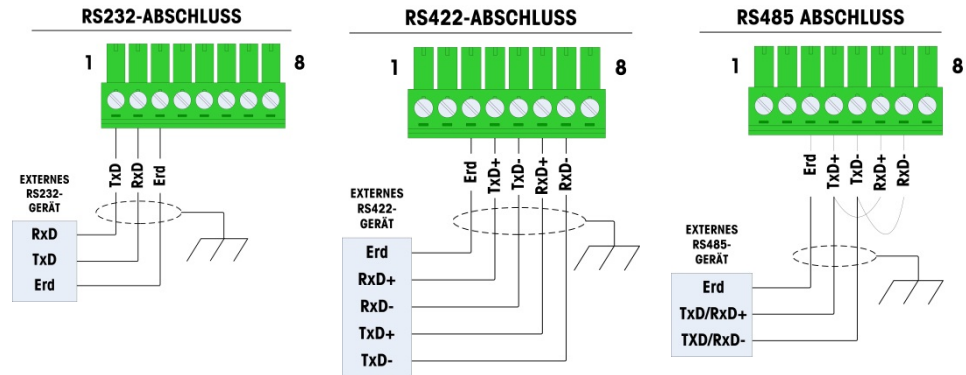 RS232-ABSCHLUSS
1
8
TxD
RxD
Erd
EXTERNES
RS232-
GERÄT
RxD
TxD
Erd
RS422-ABSCHLUSS
1
8
Erd
TxD+
TxD-
RxD+
RxD-
EXTERNES
RS422-
GERÄT
Erd
RxD+
RxD-
TxD+
TxD-
RS485 ABSCHLUSS
1
8
Erd
TxD+
TxD-
RxD+
RxD-
EXTERNES
RS485-
GERÄT
Erd
TxD/RxD+
TXD/RxD-